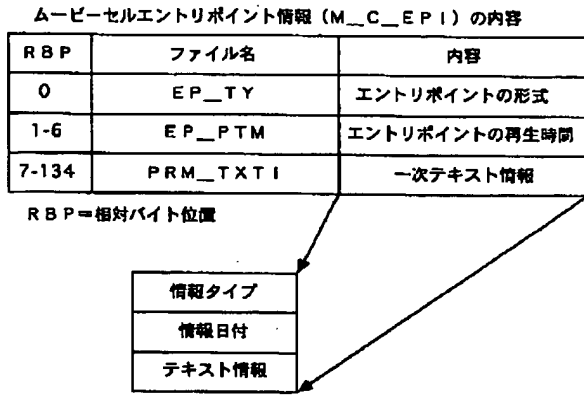 ムービーセルエントリポイント情報（M＿C＿EPI）の内容
RBP ファイル名 内容
0 EP＿TY エントリポイントの形式
1-6 EP＿PTM エントリポイントの再生時間
7-134 PRM＿TXTI 一次テキスト情報
RBP=相対バイト位置
情報タイプ
情報日付
テキスト情報